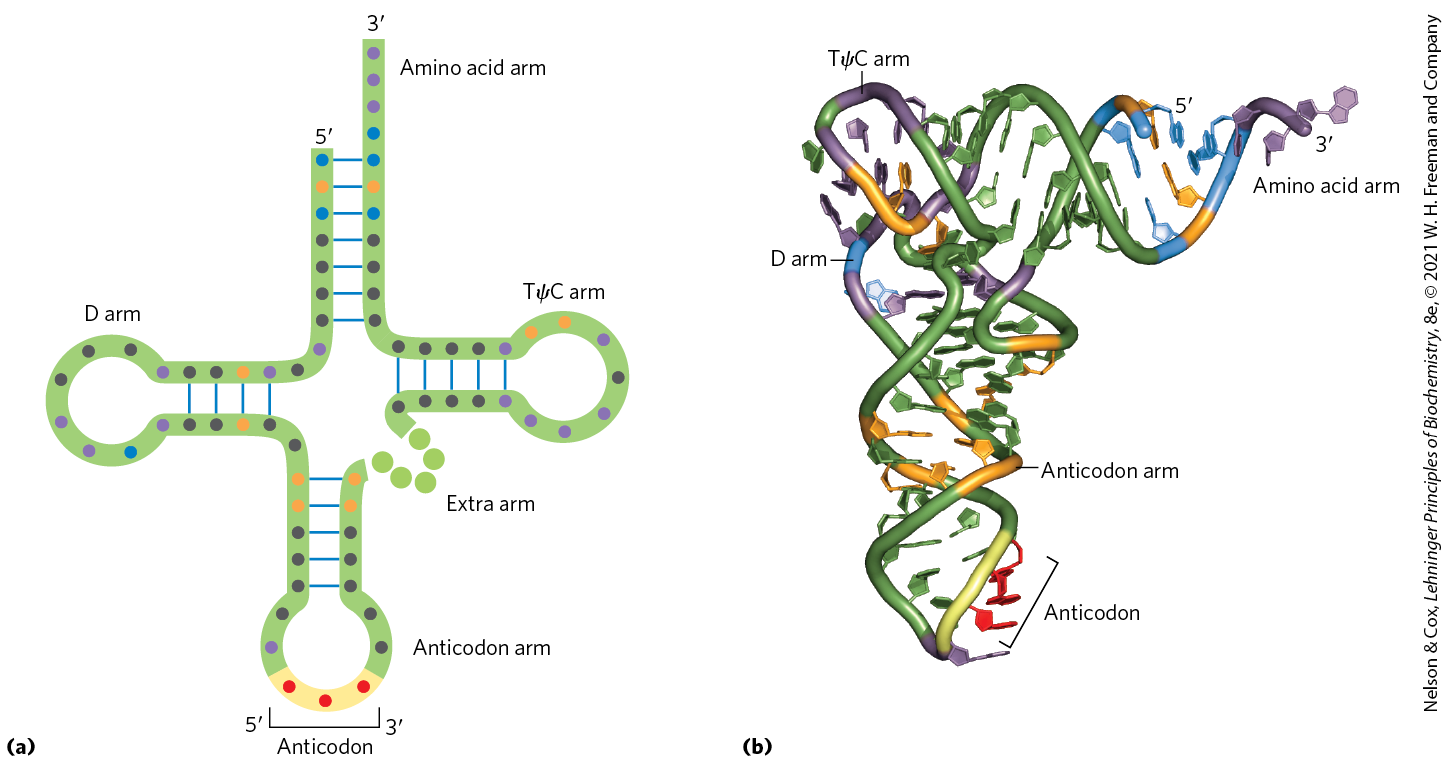 3′
Amino acid arm
5′
D arm
TψC arm
Extra arm
Anticodon arm
5′
3′
Anticodon
(a)
TψC arm
5′
3′
Amino acid arm
D arm
Anticodon arm
Anticodon
(b)
Nelson & Cox, Lehninger Principles of Biochemistry, 8e, © 2021 W. H. Freeman and Company